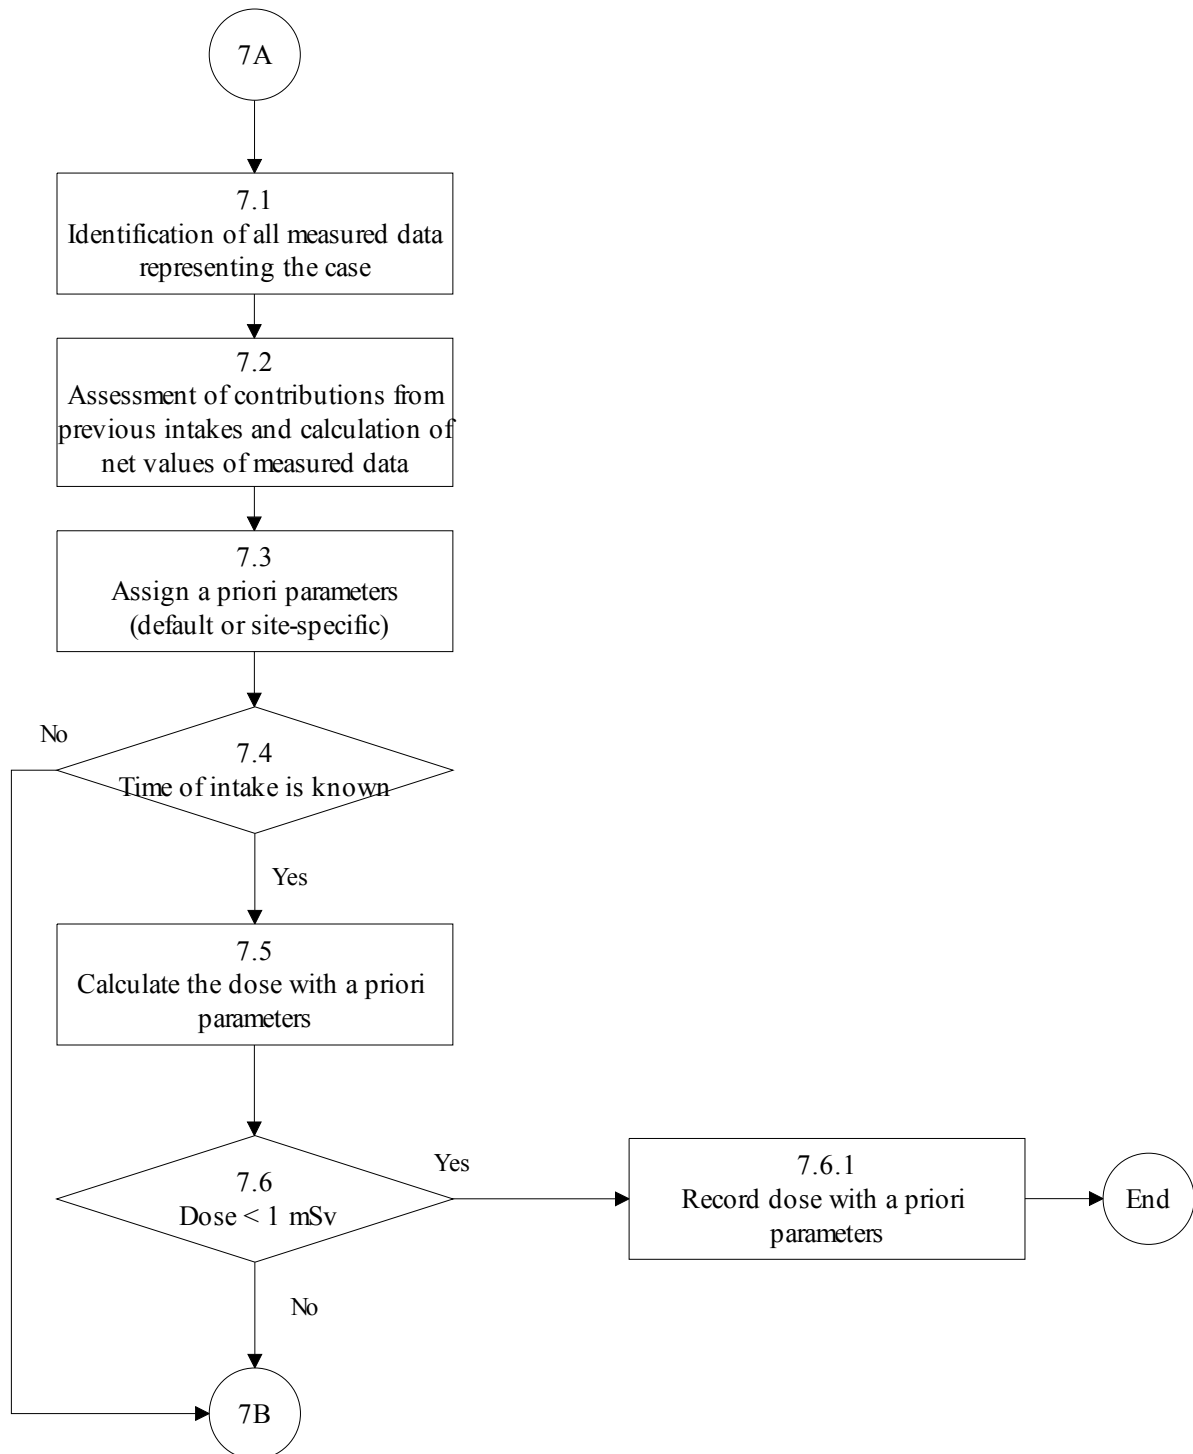 7A
7.1
Identification of all measured data
representing the case
7.2
Assessment of contributions from
previous intakes and calculation of
net values of measured data
7.3
Assign a priori parameters
(default or site-specific)
No
7.4
Time of intake is known
Yes
7.5
Calculate the dose with a priori
parameters
7.6
Dose < 1 mSv
Yes
7.6.1
Record dose with a priori
parameters
End
No
7B